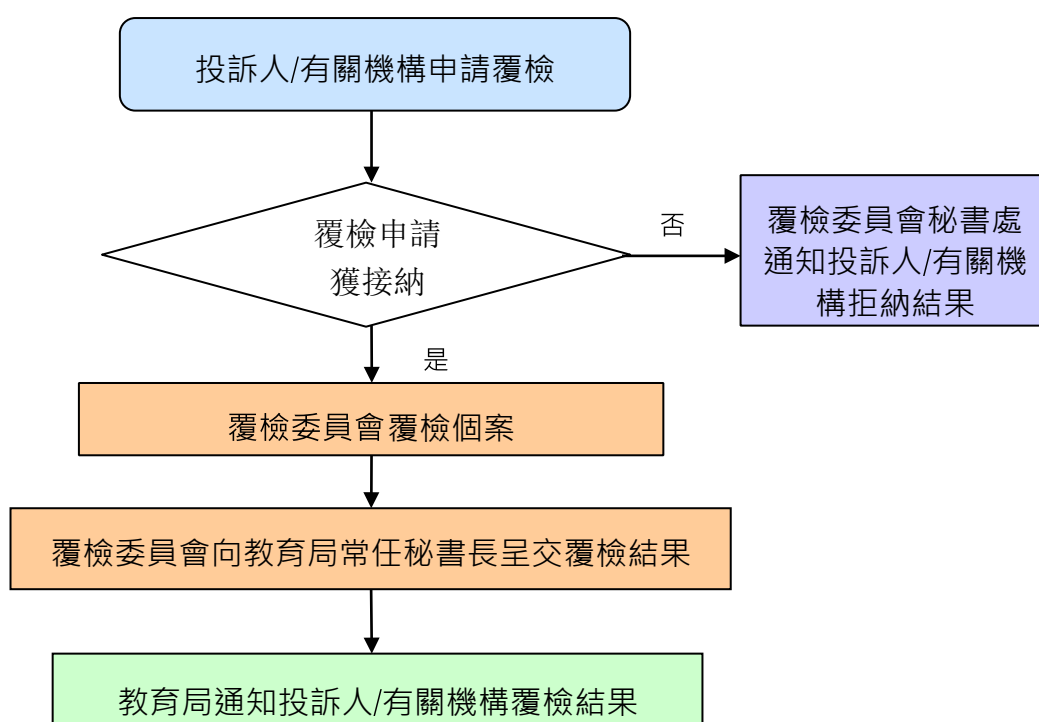 投訴人/有關機構申請覆檢
覆檢申請
獲接納
否
覆檢委員會秘書處
通知投訴人/有關機
構拒納結果
是
覆檢委員會覆檢個案
覆檢委員會向教育局常任秘書長呈交覆檢結果
教育局通知投訴人/有關機構覆檢結果